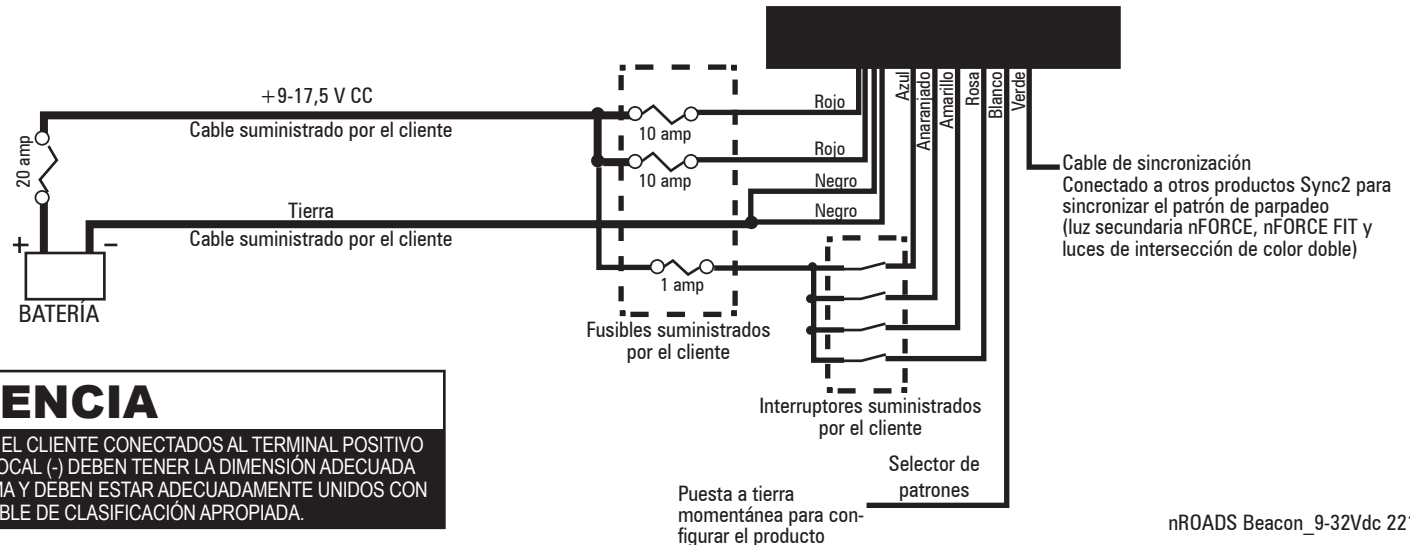 +9-17,5 V CC
Cable suministrado por el cliente
20 amp
Tierra
Cable suministrado por el cliente
+ −
BATERÍA
10 amp
10 amp
1 amp
Fusibles suministrados
por el cliente
Rojo
Rojo
Negro
Negro
Azul
Anaranjado
Amarillo
Rosa
Blanco
Verde
Cable de sincronización
Conectado a otros productos Sync2 para
sincronizar el patrón de parpadeo
(luz secundaria nFORCE, nFORCE FIT y
luces de intersección de color doble)
Interruptores suministrados
por el cliente
Selector de
patrones
Puesta a tierra
momentánea para con-
figurar el producto
ENCIA
EL CLIENTE CONECTADOS AL TERMINAL POSITIVO
OCAL (-) DEBEN TENER LA DIMENSIÓN ADECUADA
MA Y DEBEN ESTAR ADECUADAMENTE UNIDOS CON
BLE DE CLASIFICACIÓN APROPIADA.
nROADS Beacon_9-32Vdc 221